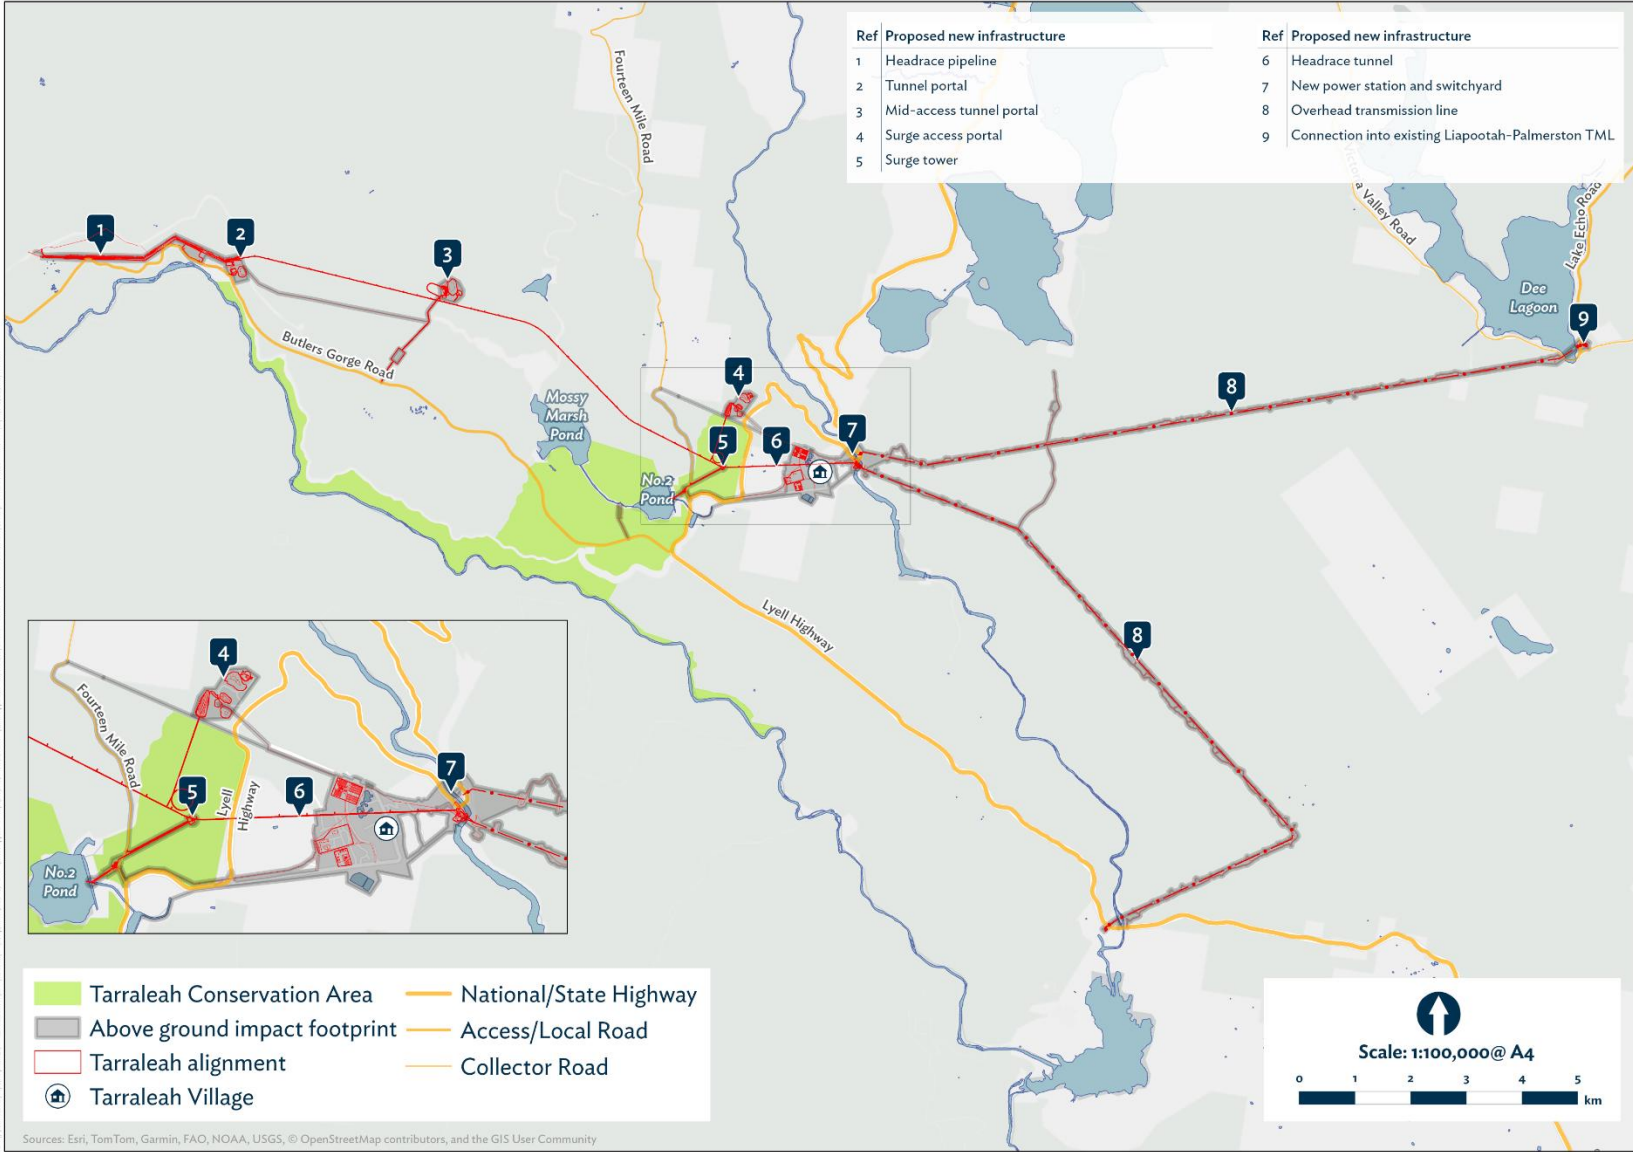 Ref Proposed new infrastructure
1 Headrace pipeline
2 Tunnel portal
3 Mid-access tunnel portal
4 Surge access portal
5 Surge tower
Ref Proposed new infrastructure
6 Headrace tunnel
7 New power station and switchyard
8 Overhead transmission line
9 Connection into existing Liapootah-Palmerston TML
Fourteen Mile Road
Victoria Valley Road
Lake Echo Road
Dee
Lagoon
1
2
3
9
Butlers Gorge Road
4
8
Mossy
Marsh
Pond
5
6
7
No.2
Pond
Lyell Highway
8
4
Fourteen Mile Road
5
6
7
Lyell
Highway
No.2
Pond
Tarraleah Conservation Area
Above ground impact footprint
Tarraleah alignment
Tarraleah Village
National/State Highway
Access/Local Road
Collector Road
Scale: 1:100,000@ A4
0 1 2 3 4 5
km
Sources: Esri, TomTom, Garmin, FAO, NOAA, USGS, © OpenStreetMap contributors, and the GIS User Community